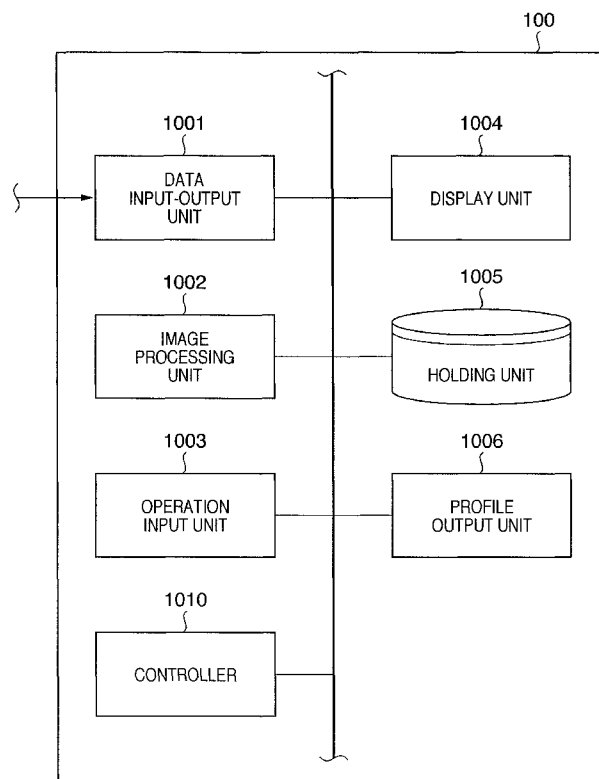 100
1001
DATA
INPUT-OUTPUT
UNIT
1004
DISPLAY UNIT
1002
IMAGE
PROCESSING
UNIT
1005
HOLDING UNIT
1003
OPERATION
INPUT UNIT
1006
PROFILE
OUTPUT UNIT
1010
CONTROLLER